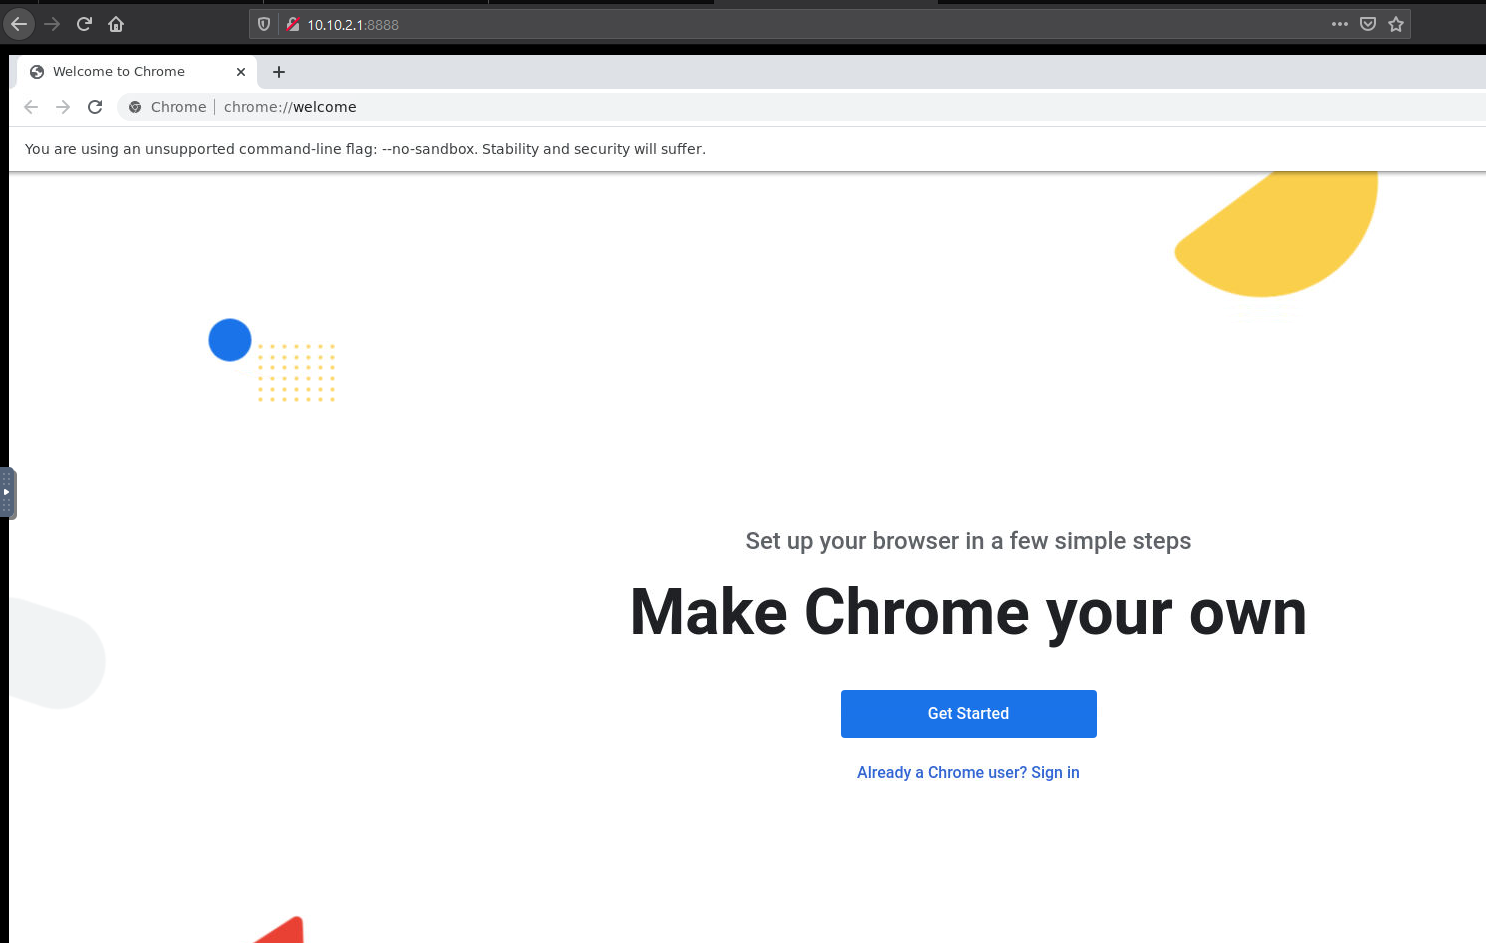 10.10.2.1:8888
Welcome to Chrome
Chrome | chrome://welcome
You are using an unsupported command-line flag: --no-sandbox. Stability and security will suffer.
Set up your browser in a few simple steps
Make Chrome your own
Get Started
Already a Chrome user? Sign in